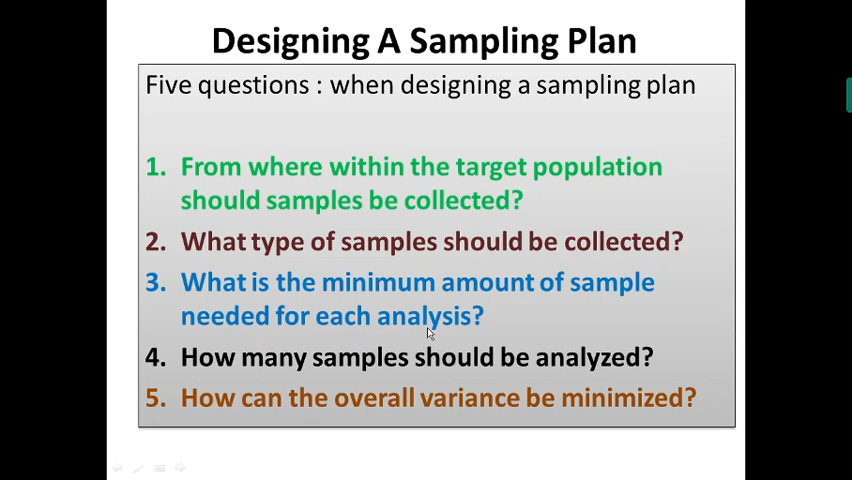 Designing A Sampling Plan
Five questions : when designing a sampling plan
1. From where within the target population
should samples be collected?
2. What type of samples should be collected?
3. What is the minimum amount of sample
needed for each analysis?
4. How many samples should be analyzed?
5. How can the overall variance be minimized?